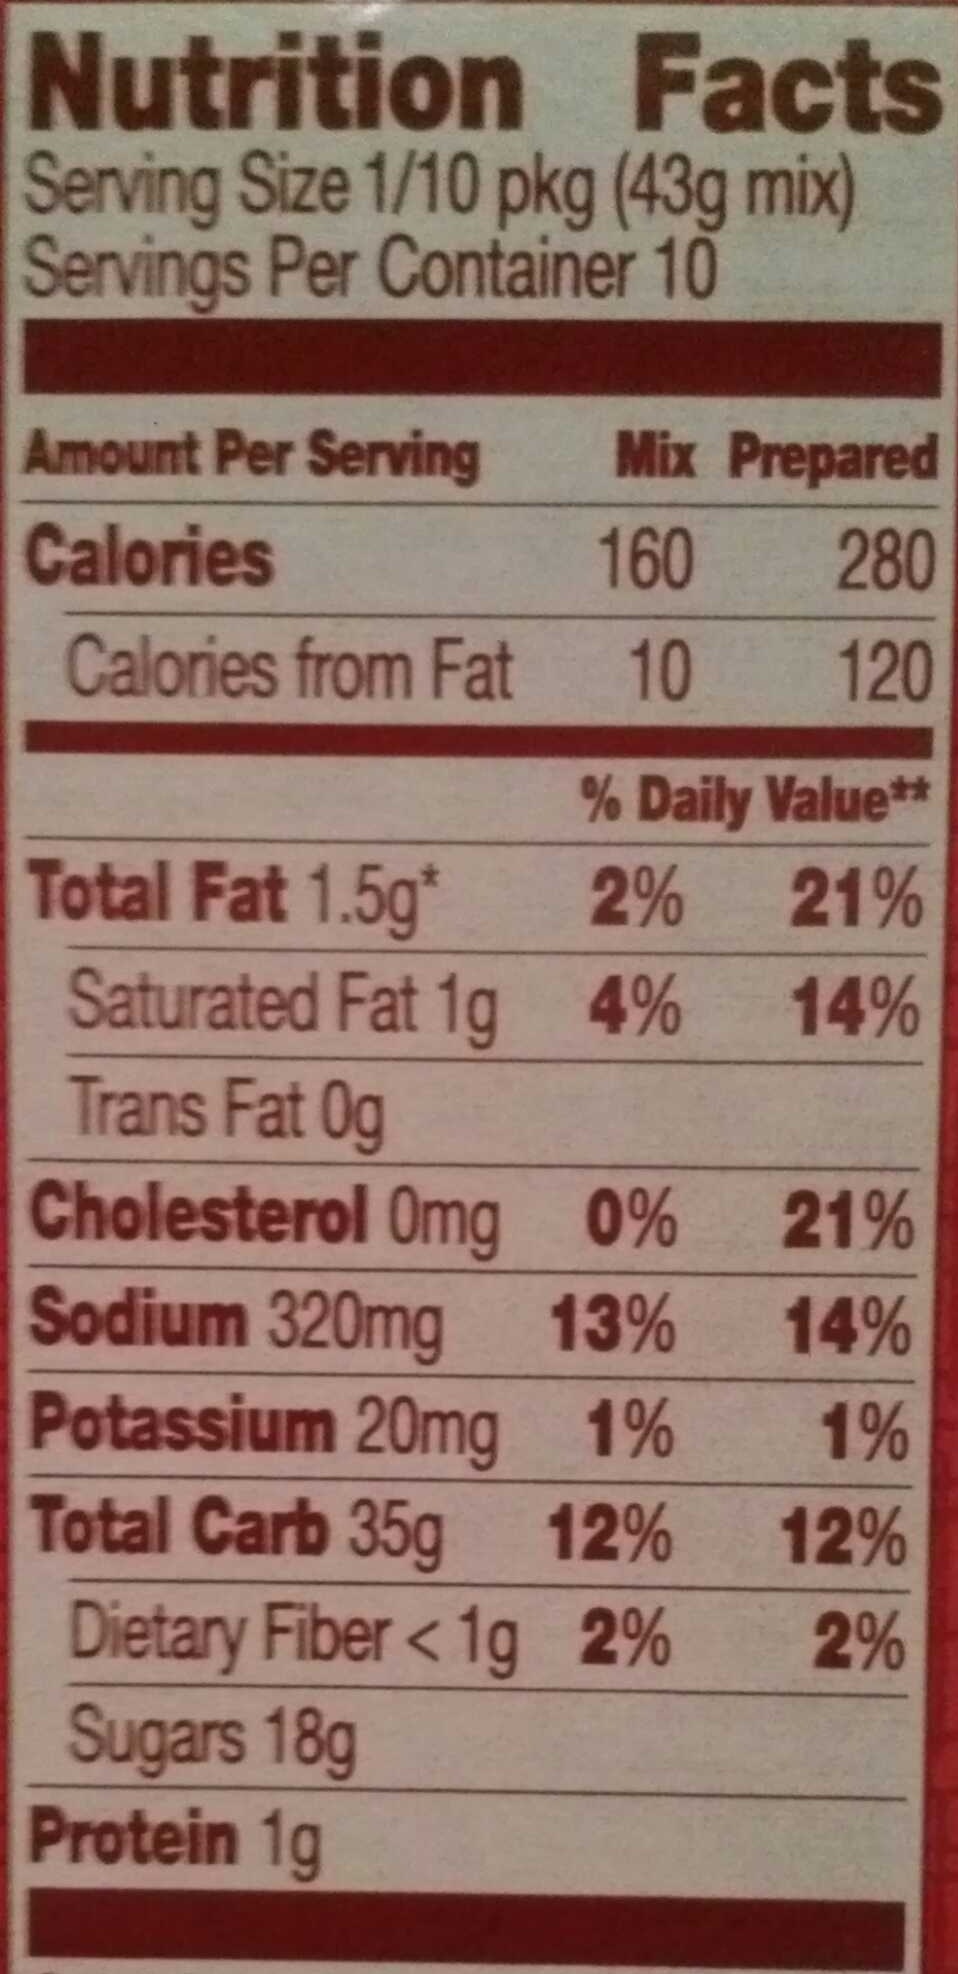 Nutrition Facts
Serving Size 1/10 pkg (43g mix)
Servings Per Container 10
Amount Per Serving Mix Prepared
Calories 160 280
Calories from Fat 10 120
% Daily Value**
Total Fat 1.5g* 2% 21%
Saturated Fat 1g 4% 14%
Trans Fat 0g
Cholesterol 0mg 0% 21%
Sodium 320mg 13% 14%
Potassium 20mg 1% 1%
Total Carb 35g 12% 12%
Dietary Fiber < 1g 2% 2%
Sugars 18g
Protein 1g